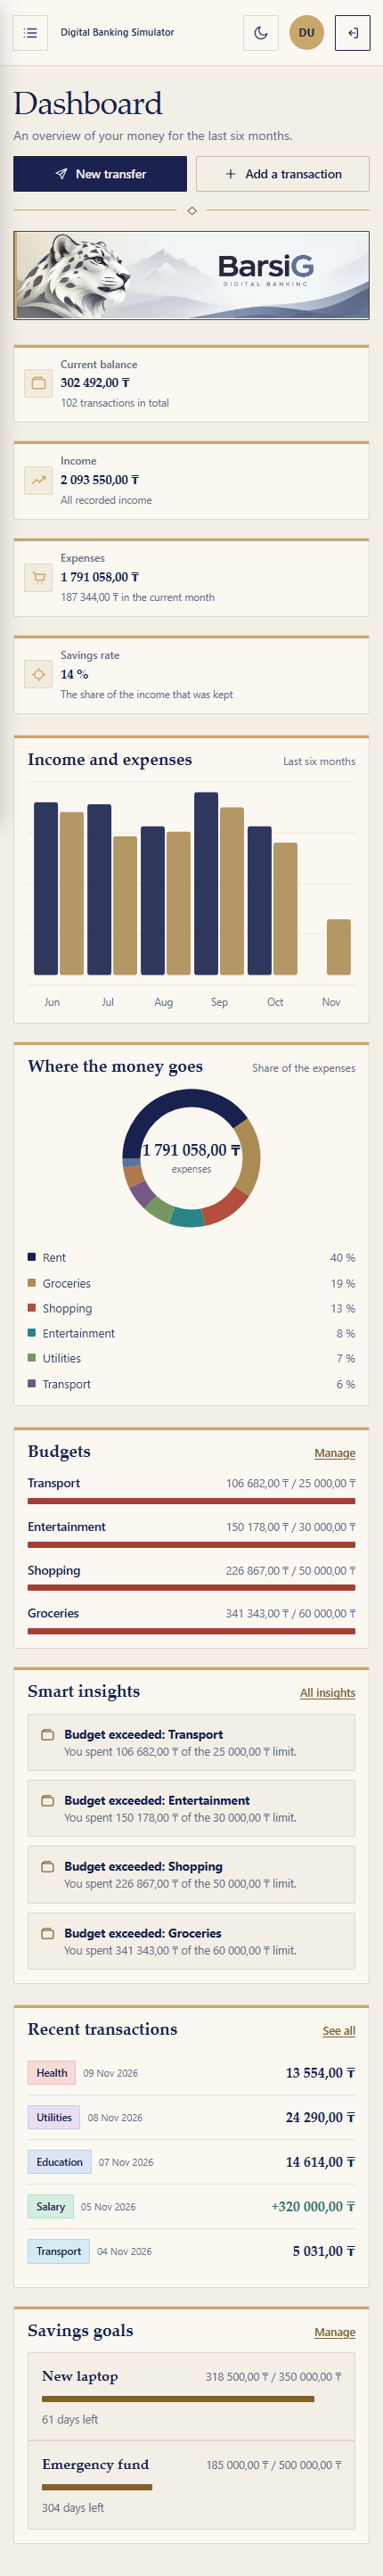 Digital Banking Simulator
DU
Dashboard
An overview of your money for the last six months.
New transfer
Add a transaction
BarsiG
DIGITAL BANKING
Current balance
302 492,00 ₸
102 transactions in total
Income
2 093 550,00 ₸
All recorded income
Expenses
1 791 058,00 ₸
187 344,00 ₸ in the current month
Savings rate
14 %
The share of the income that was kept
Income and expenses Last six months
Jun Jul Aug Sep Oct Nov
Where the money goes Share of the expenses
1 791 058,00 ₸
expenses
Rent 40 %
Groceries 19 %
Shopping 13 %
Entertainment 8 %
Utilities 7 %
Transport 6 %
Budgets Manage
Transport 106 682,00 ₸ / 25 000,00 ₸
Entertainment 150 178,00 ₸ / 30 000,00 ₸
Shopping 226 867,00 ₸ / 50 000,00 ₸
Groceries 341 343,00 ₸ / 60 000,00 ₸
Smart insights All insights
Budget exceeded: Transport
You spent 106 682,00 ₸ of the 25 000,00 ₸ limit.
Budget exceeded: Entertainment
You spent 150 178,00 ₸ of the 30 000,00 ₸ limit.
Budget exceeded: Shopping
You spent 226 867,00 ₸ of the 50 000,00 ₸ limit.
Budget exceeded: Groceries
You spent 341 343,00 ₸ of the 60 000,00 ₸ limit.
Recent transactions See all
Health 09 Nov 2026 13 554,00 ₸
Utilities 08 Nov 2026 24 290,00 ₸
Education 07 Nov 2026 14 614,00 ₸
Salary 05 Nov 2026 +320 000,00 ₸
Transport 04 Nov 2026 5 031,00 ₸
Savings goals Manage
New laptop 318 500,00 ₸ / 350 000,00 ₸
61 days left
Emergency fund 185 000,00 ₸ / 500 000,00 ₸
304 days left